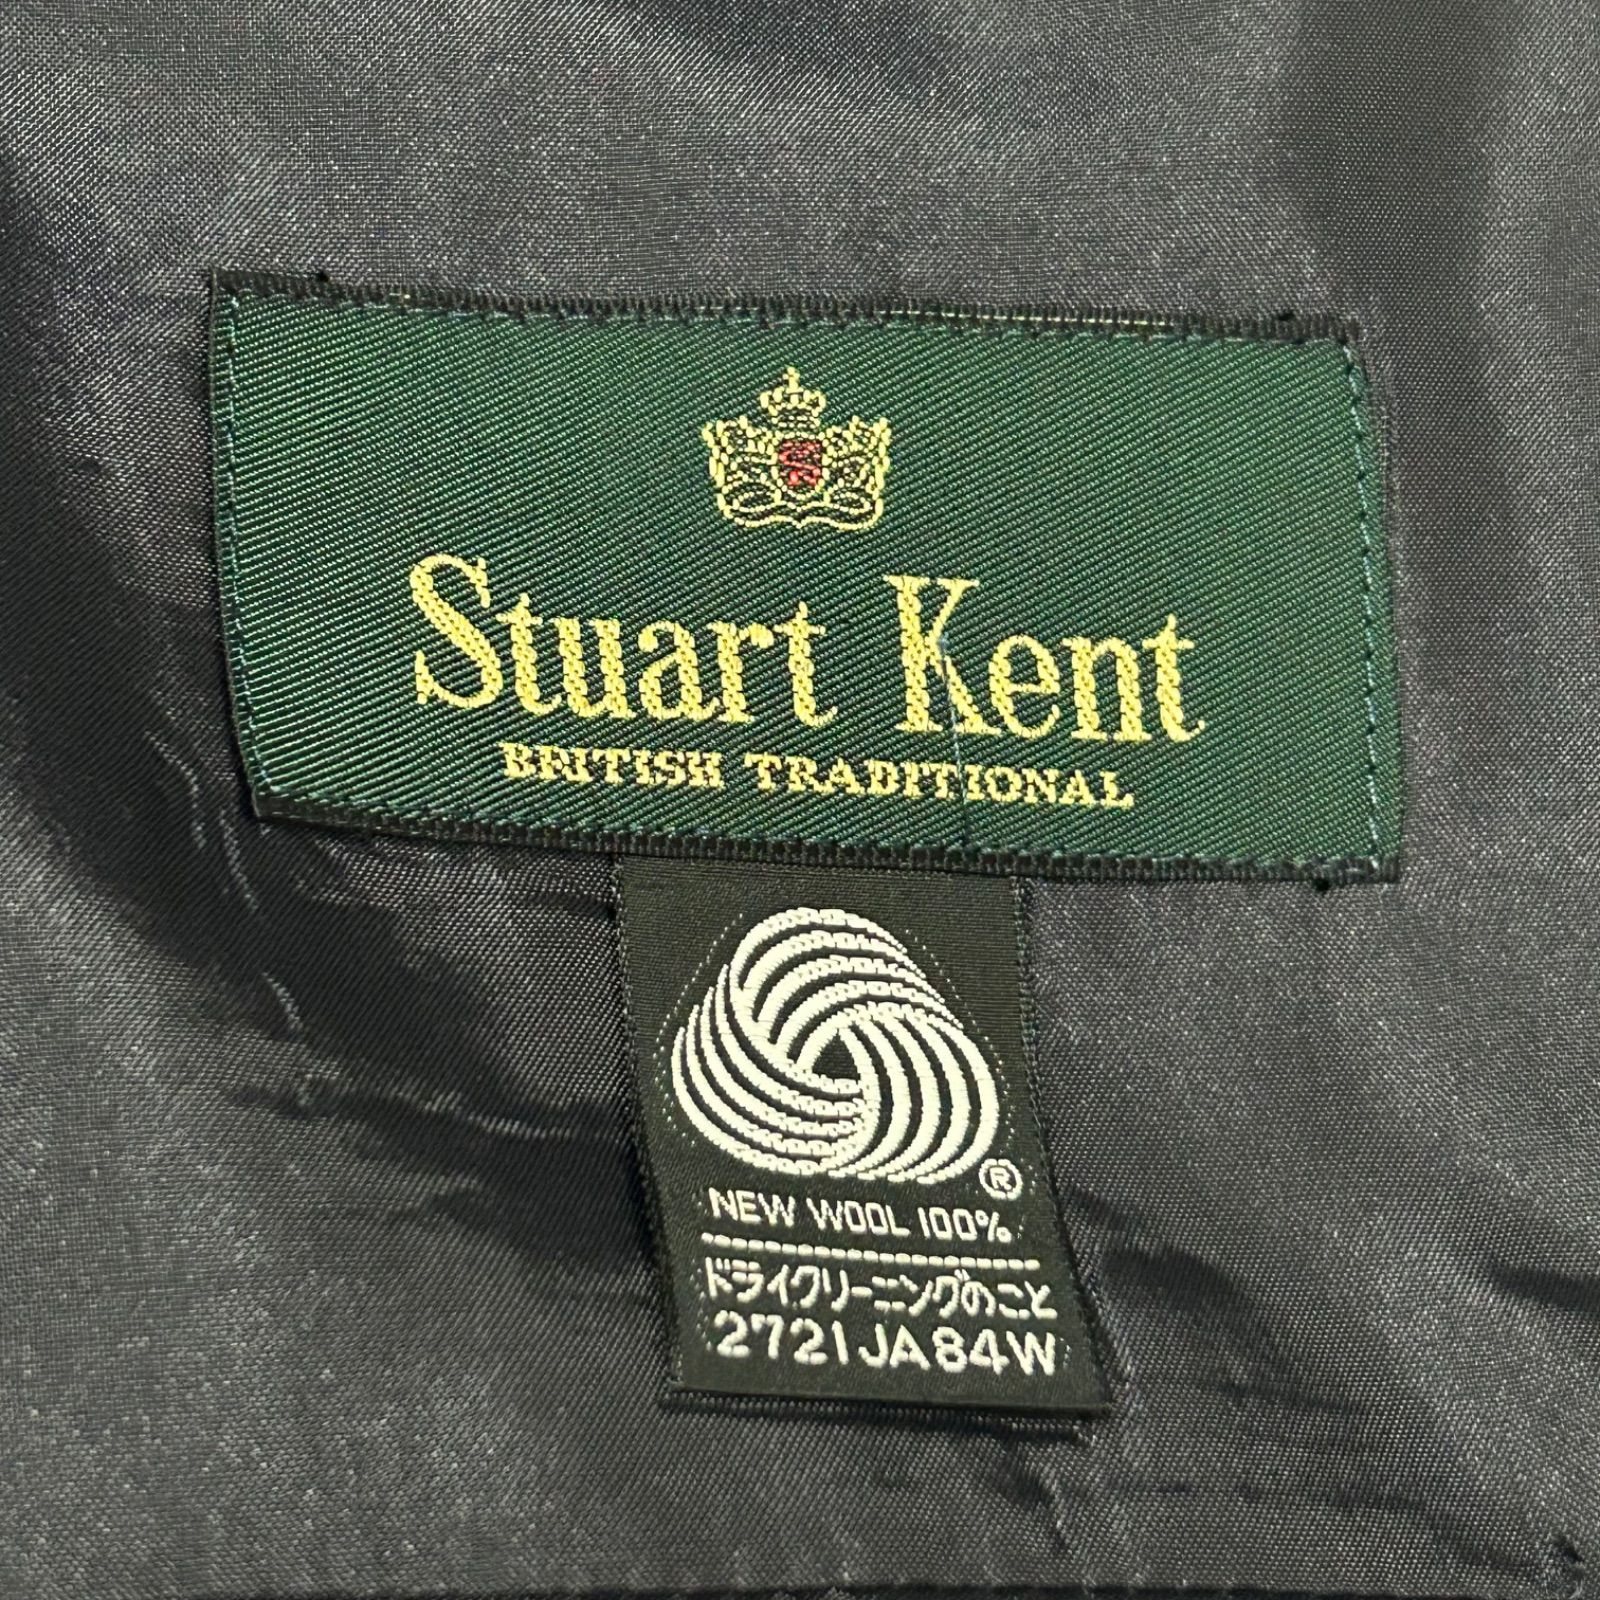 Stuart Kent
BRITISH TRADITIONAL
®
NEW WOOL 100%
ドライクリーニングのこと
2721JA84W